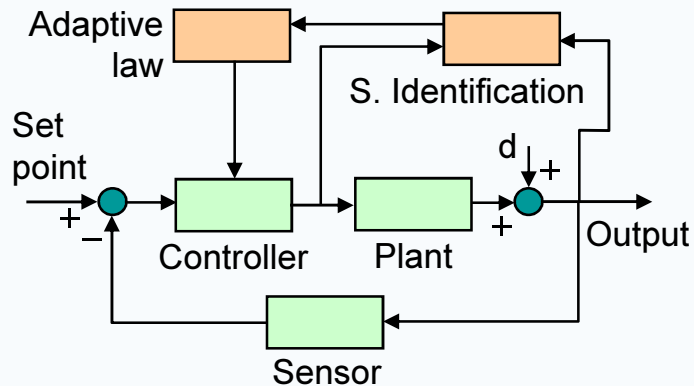 Adaptive
law
S. Identification
Set
point
d
+
+
−
+
Controller
Plant
Output
Sensor